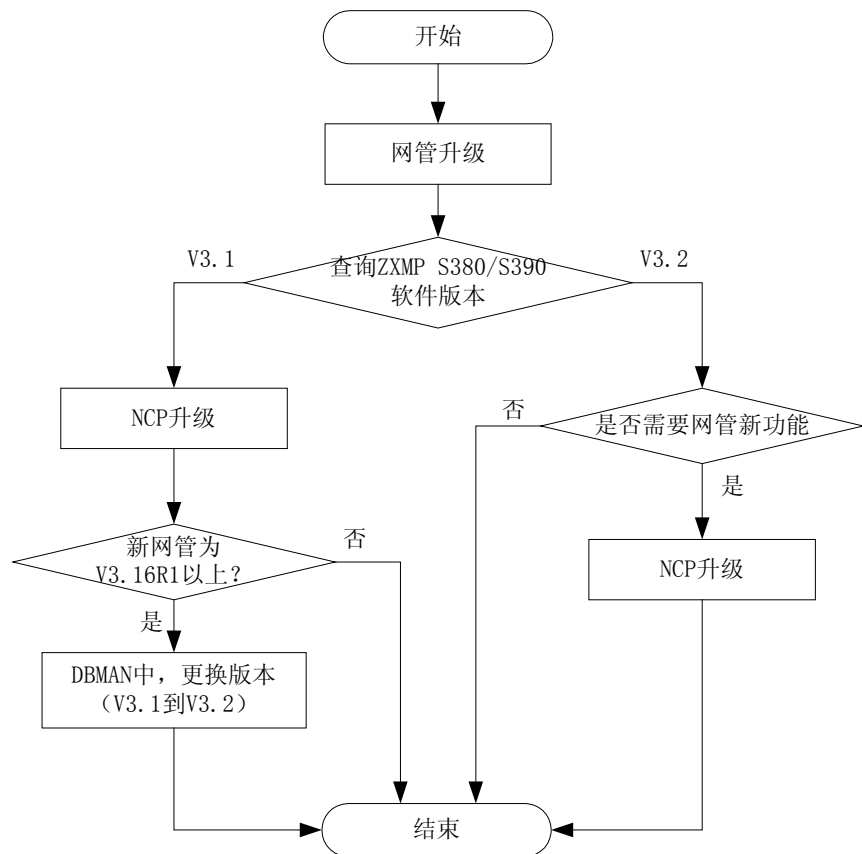 开始
网管升级
V3.1
查询ZXMP S380/S390
软件版本
V3.2
NCP升级
否
是否需要网管新功能
是
新网管为
V3.16R1以上？
否
NCP升级
是
DBMAN中，更换版本
（V3.1到V3.2）
结束